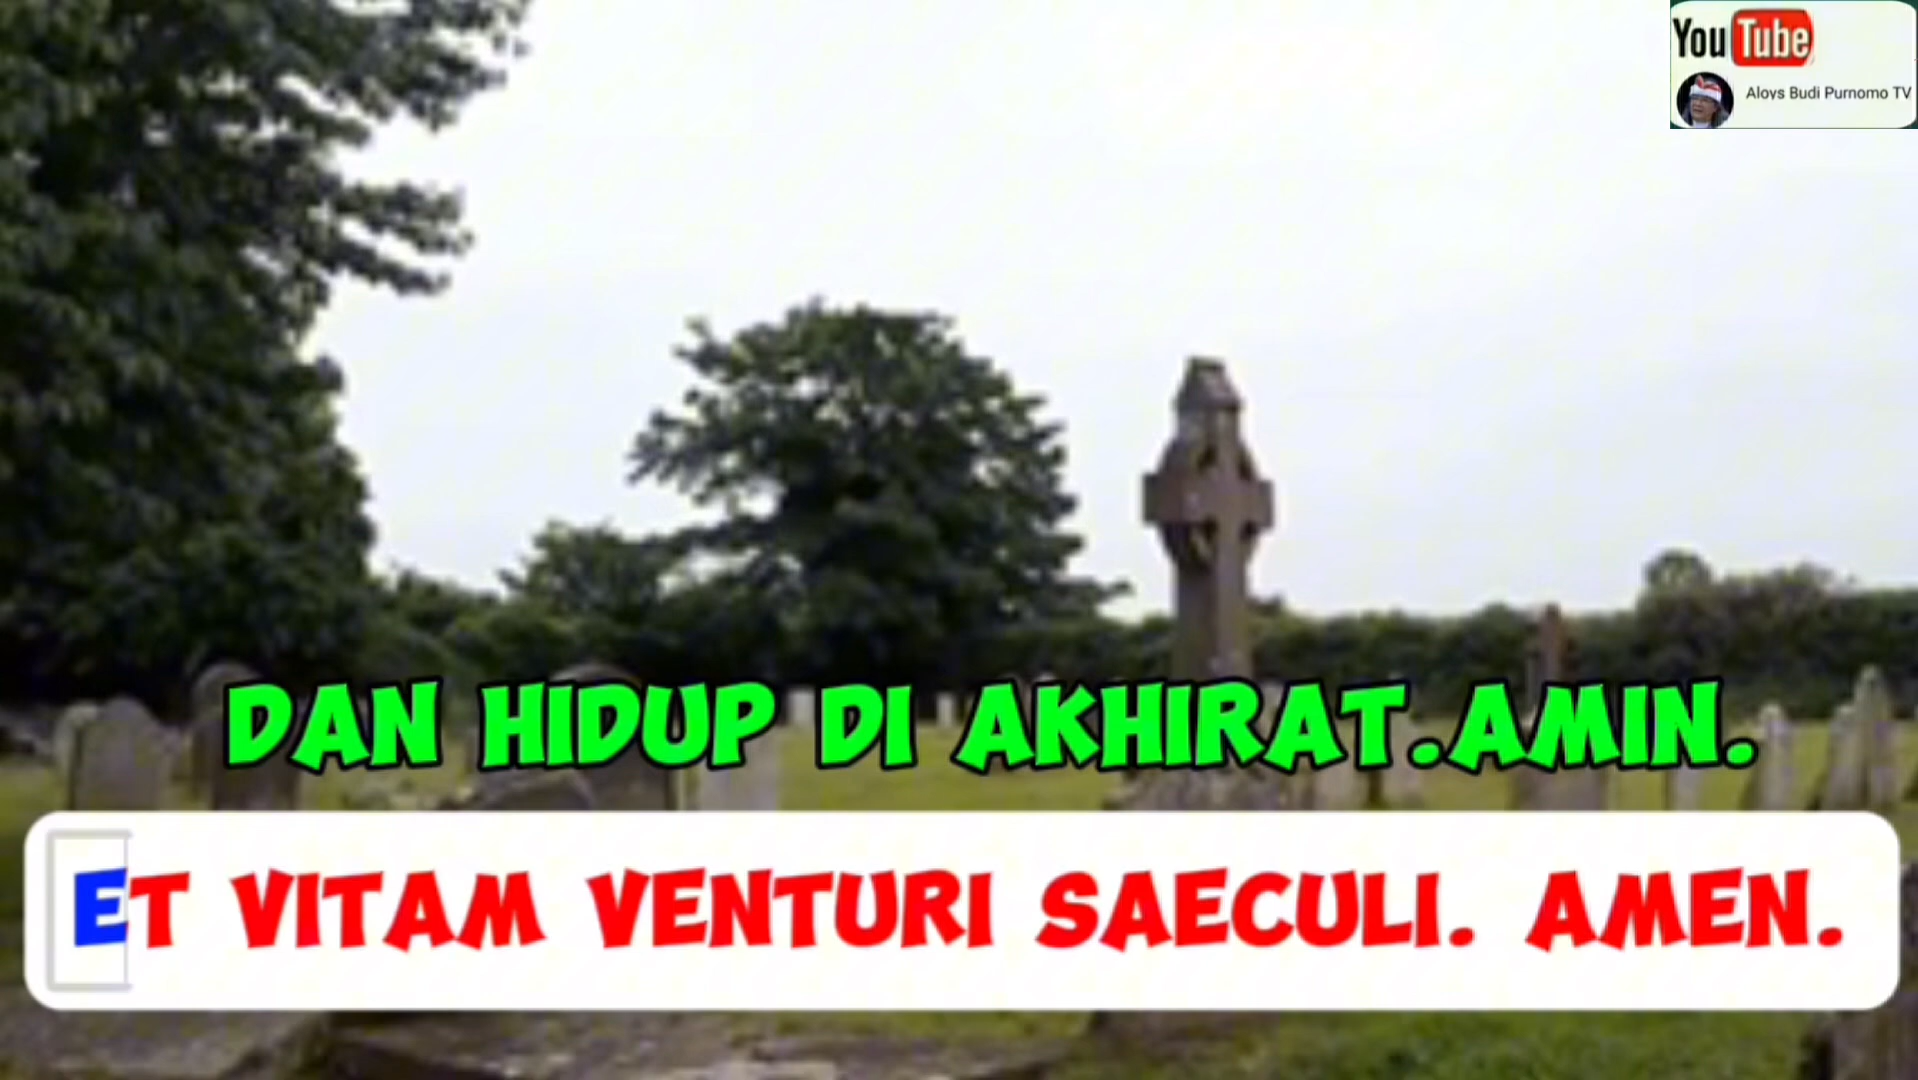 YouTube
Aloys Budi Purnomo TV
DAN HIDUP DI AKHIRAT.AMIN.
ET VITAM VENTURI SAECULI. AMEN.